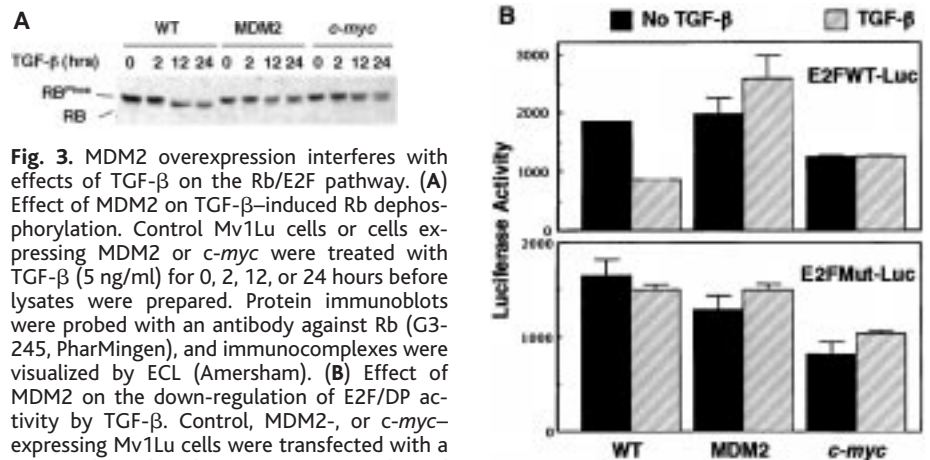 A
WT MDM2 c-myc
TGF-β (hrs) 0 2 12 24 0 2 12 24 0 2 12 24
RB
Fig. 3. MDM2 overexpression interferes with
effects of TGF-β on the Rb/E2F pathway. (A)
Effect of MDM2 on TGF-β–induced Rb dephos-
phorylation. Control Mv1Lu cells or cells ex-
pressing MDM2 or c-myc were treated with
TGF-β (5 ng/ml) for 0, 2, 12, or 24 hours before
lysates were prepared. Protein immunoblots
were probed with an antibody against Rb (G3-
245, PharMingen), and immunocomplexes were
visualized by ECL (Amersham). (B) Effect of
MDM2 on the down-regulation of E2F/DP ac-
tivity by TGF-β. Control, MDM2-, or c-myc–
expressing Mv1Lu cells were transfected with a
B
No TGF-β TGF-β
3000
E2FWT-Luc
2000
1000
0
2000
E2FMut-Luc
1000
0
Luciferase Activity
WT MDM2 c-myc